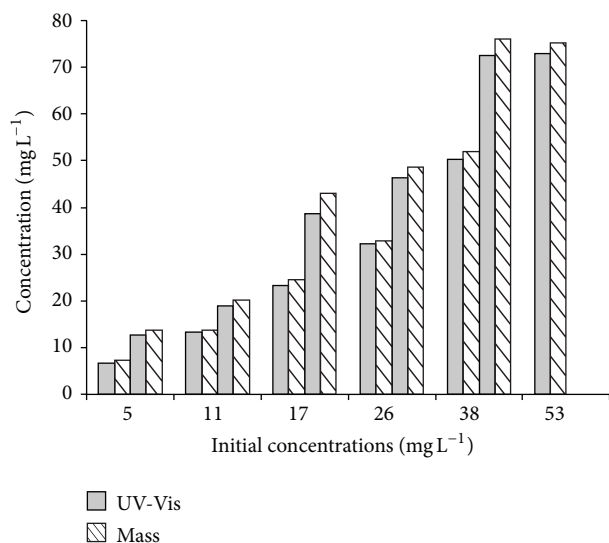 80
70
60
50
40
30
20
10
0
Concentration (mg L⁻¹)
5 11 17 26 38 53
Initial concentrations (mg L⁻¹)
UV-Vis
Mass